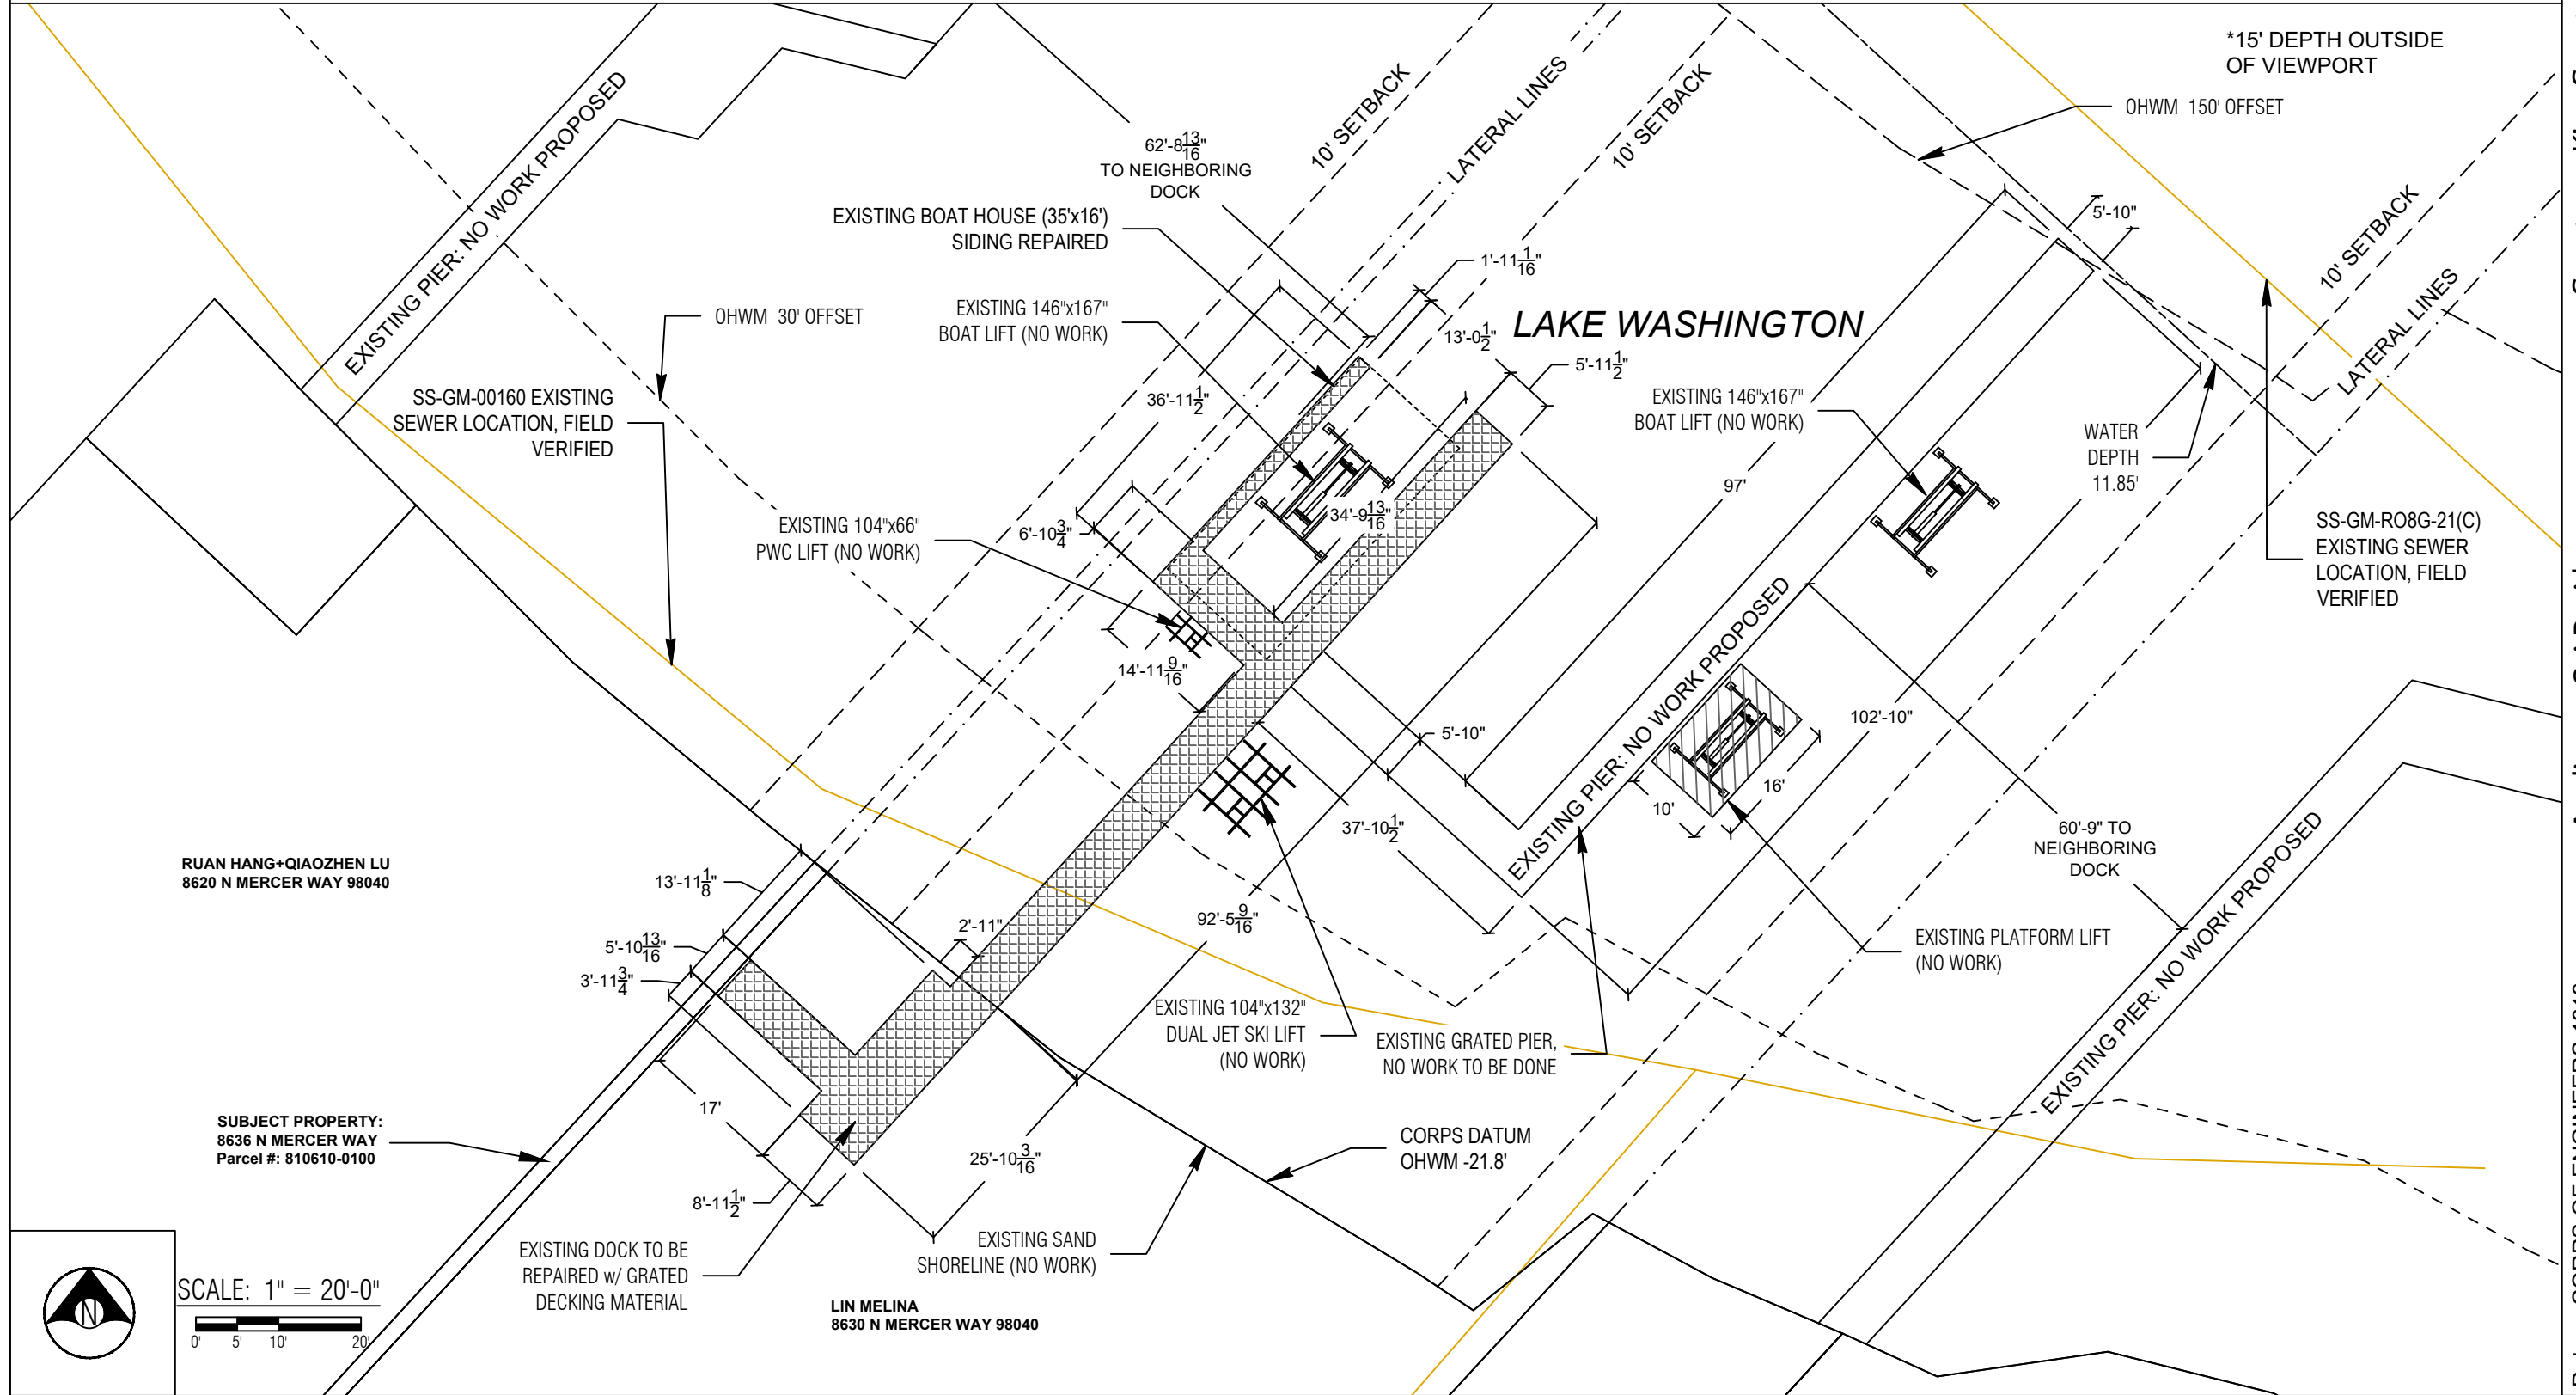 *15' DEPTH OUTSIDE
OF VIEWPORT
OHWM 150' OFFSET
EXISTING PIER: NO WORK PROPOSED
10' SETBACK
LATERAL LINES
10' SETBACK
62'-8 13/16"
TO NEIGHBORING
DOCK
EXISTING BOAT HOUSE (35'x16')
SIDING REPAIRED
5'-10"
10' SETBACK
LATERAL LINES
1'-11 1/16"
EXISTING 146"x167"
BOAT LIFT (NO WORK)
OHWM 30' OFFSET
LAKE WASHINGTON
13'-0 1/2"
5'-11 1/2"
SS-GM-00160 EXISTING
SEWER LOCATION, FIELD
VERIFIED
36'-11 1/2"
EXISTING 146"x167"
BOAT LIFT (NO WORK)
WATER
DEPTH
11.85'
97'
34'-9 13/16"
EXISTING 104"x66"
PWC LIFT (NO WORK)
6'-10 3/4"
SS-GM-RO8G-21(C)
EXISTING SEWER
LOCATION, FIELD
VERIFIED
14'-11 9/16"
EXISTING PIER: NO WORK PROPOSED
102'-10"
5'-10"
16'
10'
37'-10 1/2"
60'-9" TO
NEIGHBORING
DOCK
RUAN HANG+QIAOZHEN LU
8620 N MERCER WAY 98040
13'-11 1/8"
2'-11"
92'-5 9/16"
5'-10 13/16"
3'-11 3/4"
EXISTING PLATFORM LIFT
(NO WORK)
EXISTING PIER: NO WORK PROPOSED
EXISTING 104"x132"
DUAL JET SKI LIFT
(NO WORK)
EXISTING GRATED PIER,
NO WORK TO BE DONE
17'
SUBJECT PROPERTY:
8636 N MERCER WAY
Parcel #: 810610-0100
25'-10 3/16"
CORPS DATUM
OHWM -21.8'
8'-11 1/2"
EXISTING DOCK TO BE
REPAIRED w/ GRATED
DECKING MATERIAL
EXISTING SAND
SHORELINE (NO WORK)
N
SCALE: 1" = 20'-0"
0' 5' 10' 20'
LIN MELINA
8630 N MERCER WAY 98040